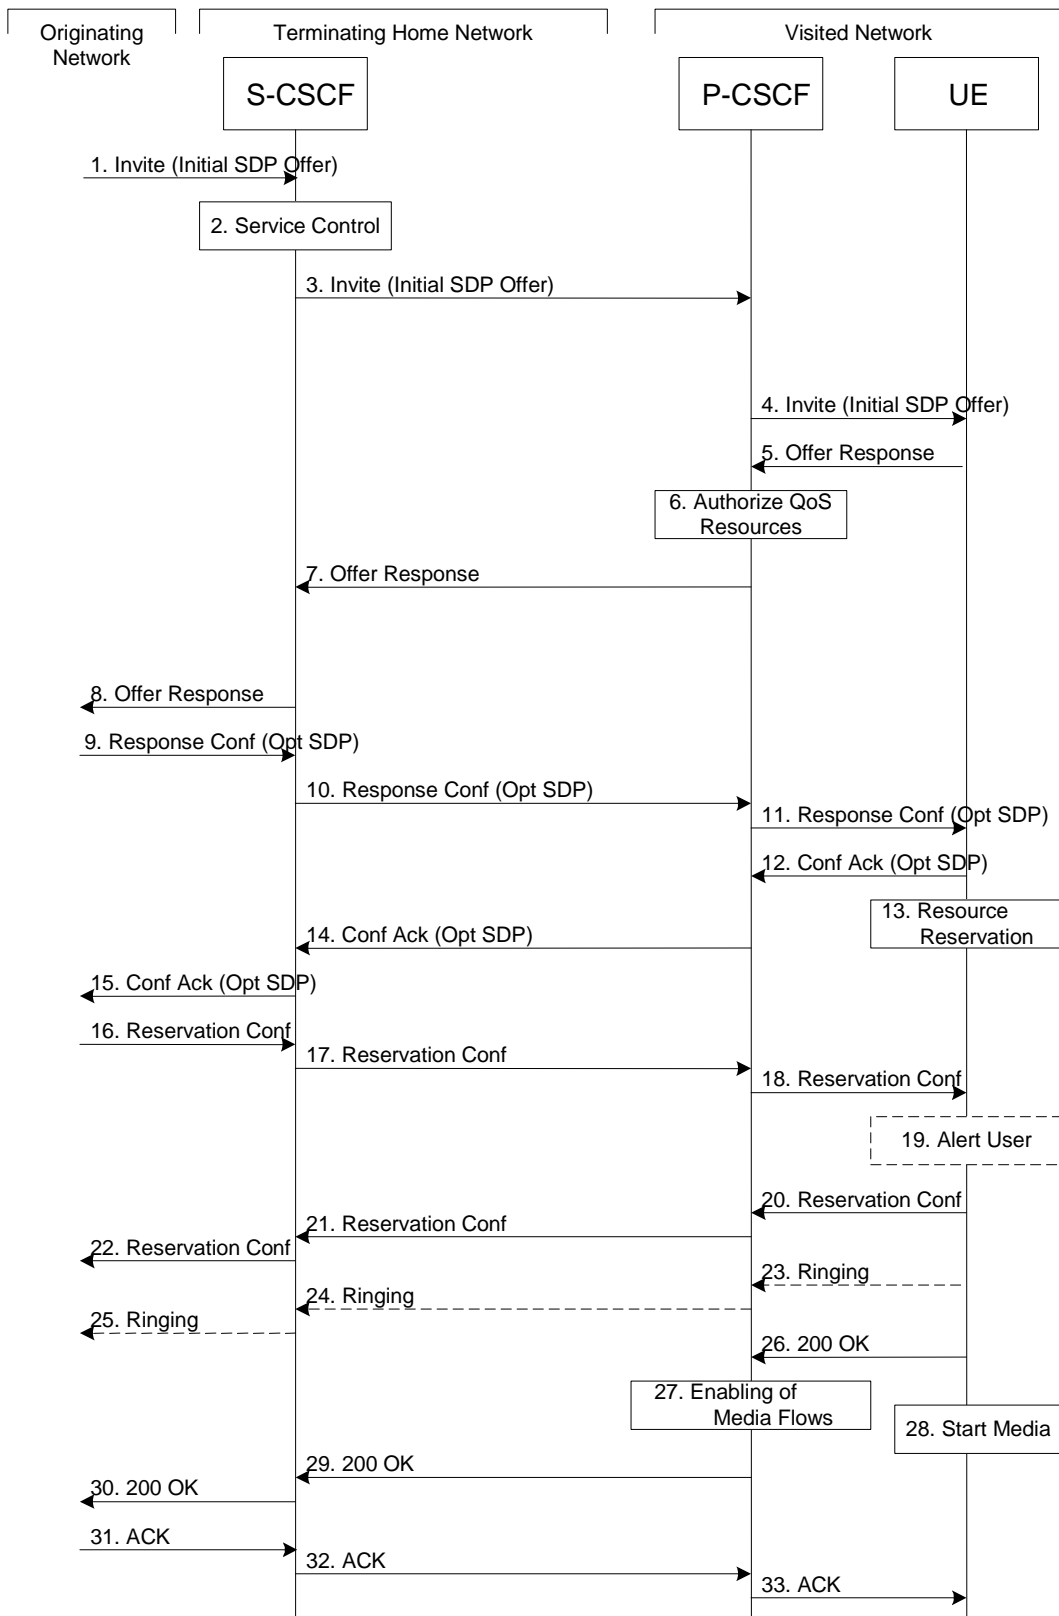 Originating
Network
Terminating Home Network
Visited Network
S-CSCF
P-CSCF
UE
1. Invite (Initial SDP Offer)
2. Service Control
3. Invite (Initial SDP Offer)
4. Invite (Initial SDP Offer)
5. Offer Response
6. Authorize QoS
Resources
7. Offer Response
8. Offer Response
9. Response Conf (Opt SDP)
10. Response Conf (Opt SDP)
11. Response Conf (Opt SDP)
12. Conf Ack (Opt SDP)
13. Resource
Reservation
14. Conf Ack (Opt SDP)
15. Conf Ack (Opt SDP)
16. Reservation Conf
17. Reservation Conf
18. Reservation Conf
19. Alert User
20. Reservation Conf
21. Reservation Conf
22. Reservation Conf
23. Ringing
24. Ringing
25. Ringing
26. 200 OK
27. Enabling of
Media Flows
28. Start Media
29. 200 OK
30. 200 OK
31. ACK
32. ACK
33. ACK